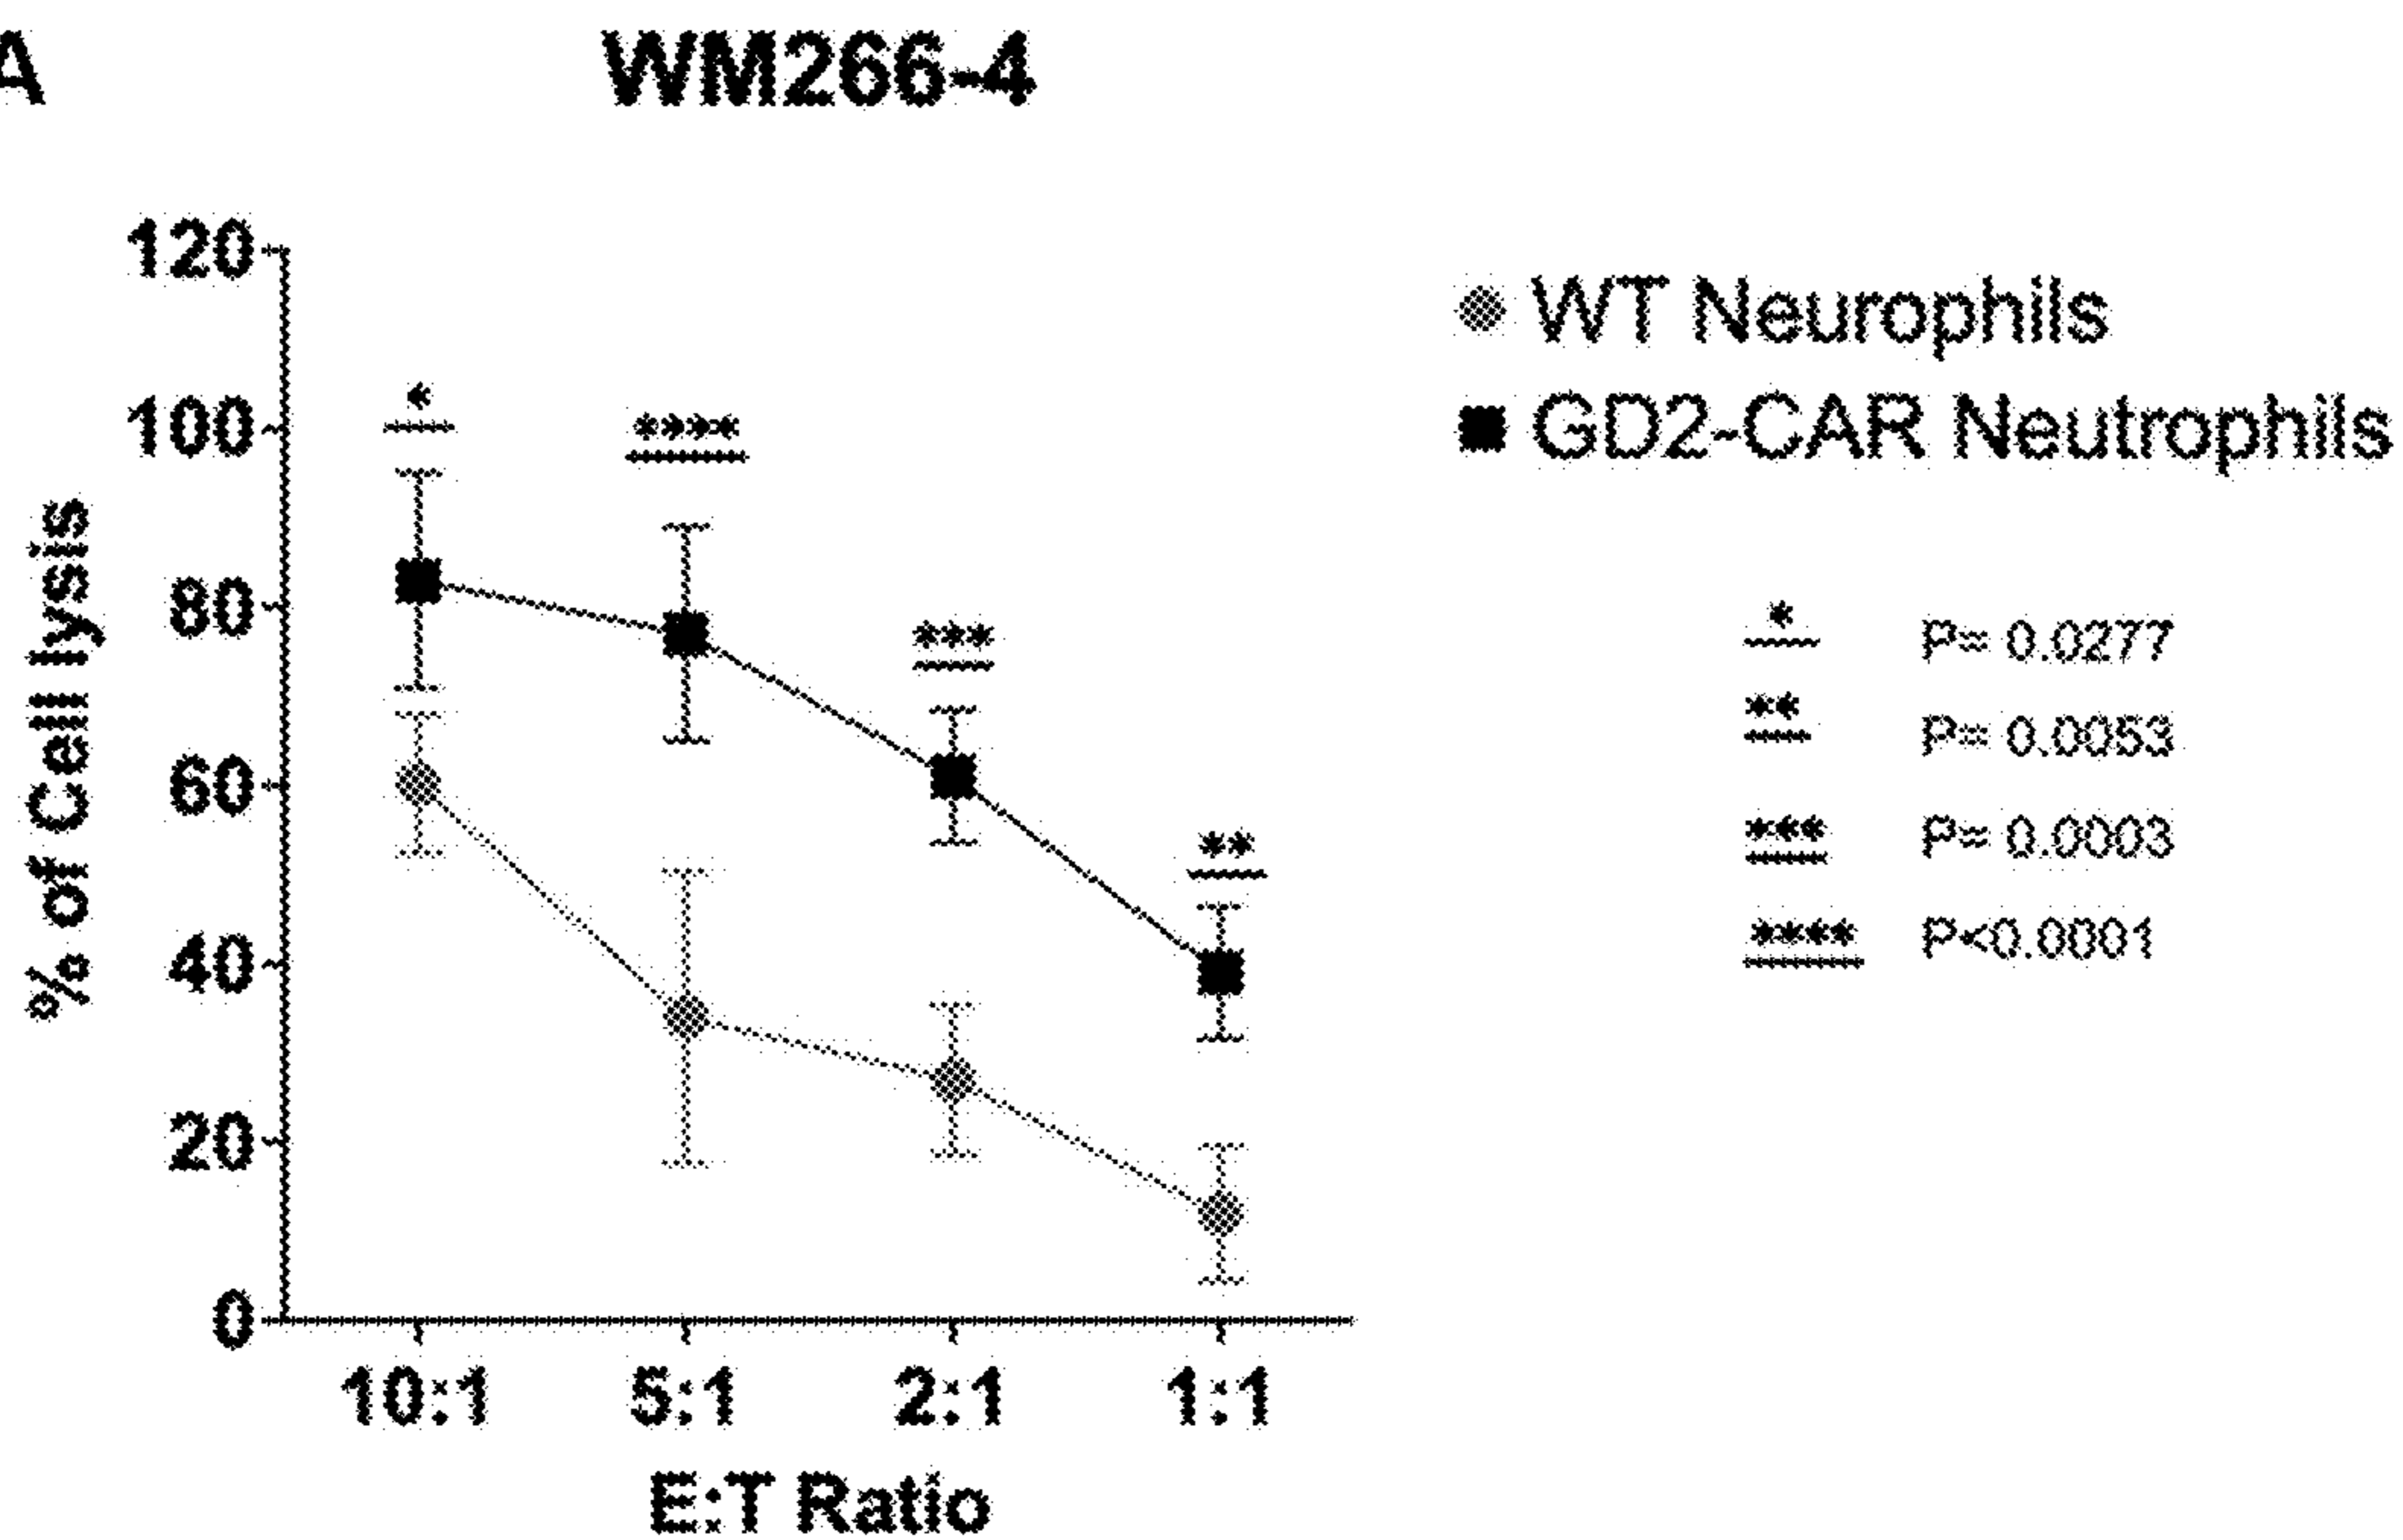 A
WM266-4
120
100
80
60
40
20
0
% of Cell lysis
*
****
***
**
10:1
5:1
2:1
1:1
E:T Ratio
WT Neurophils
GD2-CAR Neutrophils
* P= 0.0277
** P= 0.0053
*** P= 0.0003
**** P<0.0001